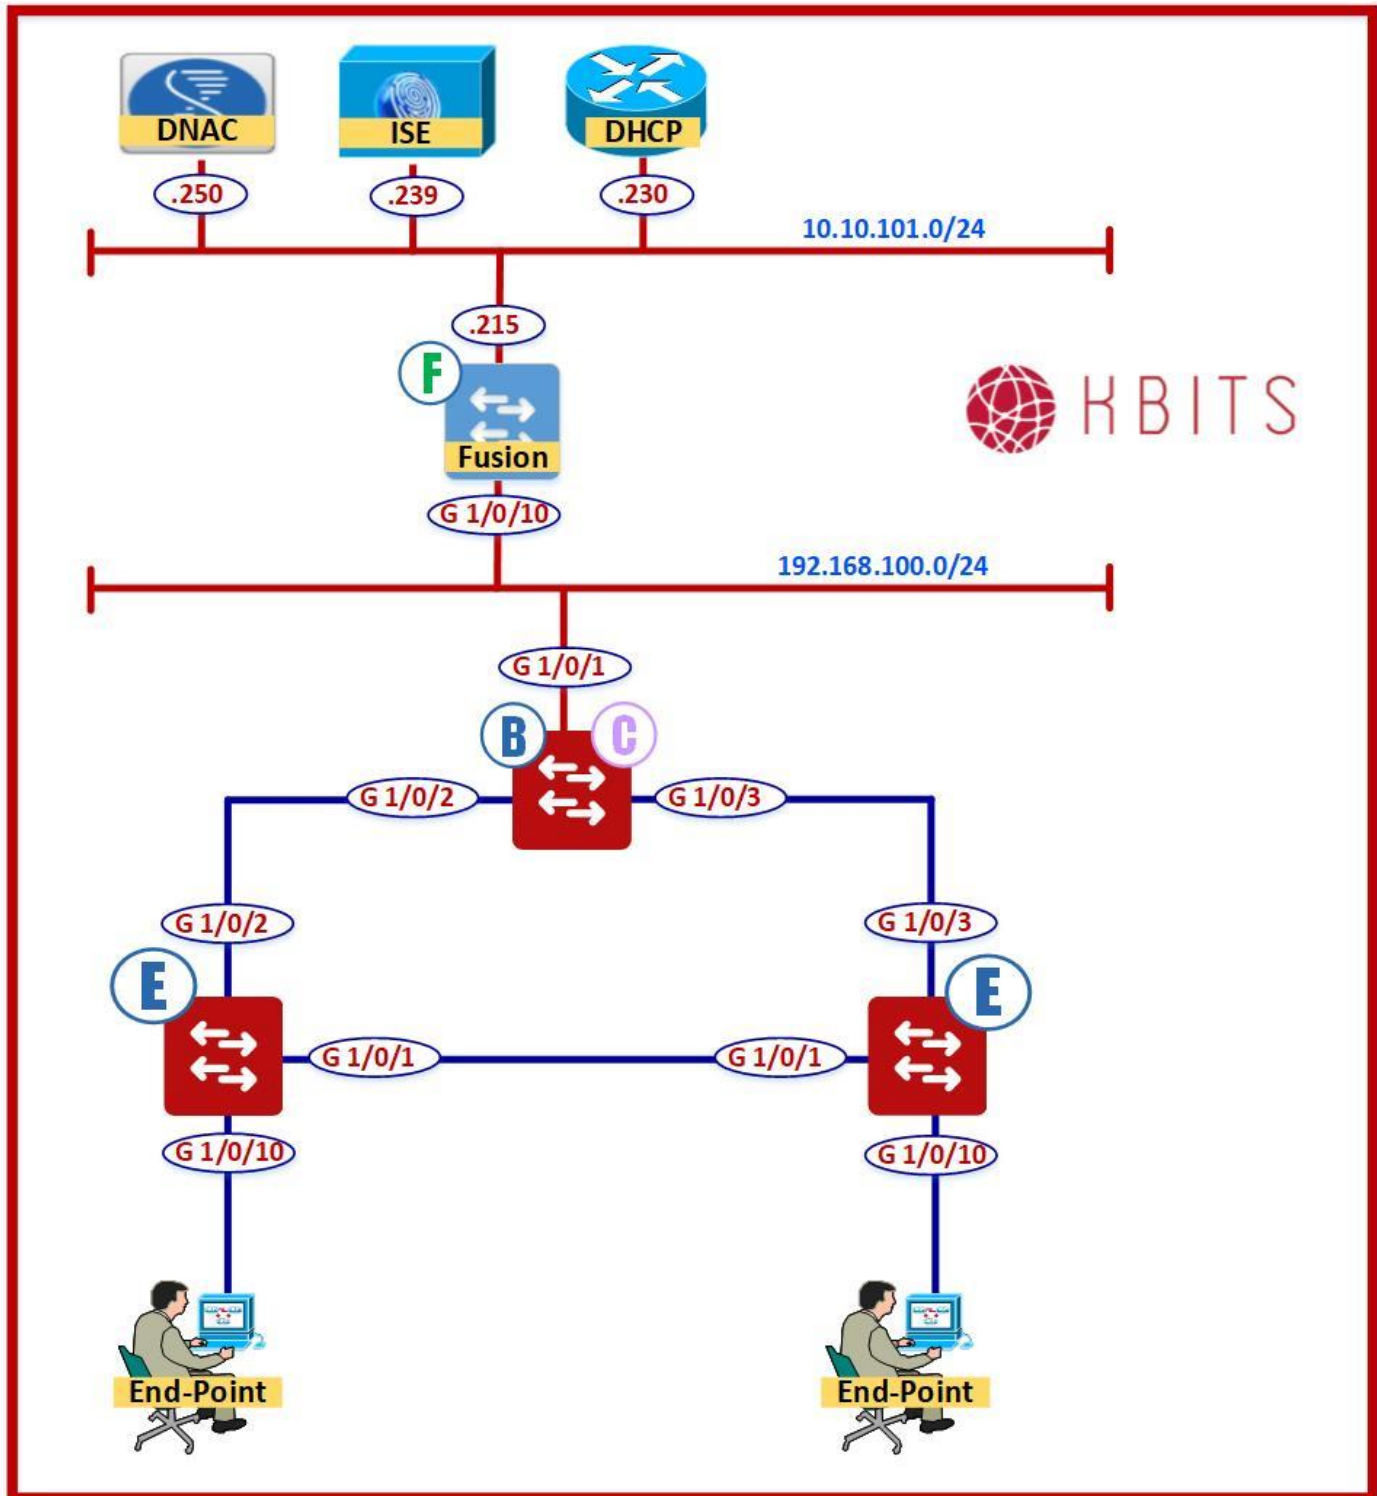 DNAC
ISE
DHCP
.250
.239
.230
10.10.101.0/24
.215
F
Fusion
KBITS
G 1/0/10
192.168.100.0/24
G 1/0/1
B
C
G 1/0/2
G 1/0/3
G 1/0/2
G 1/0/3
E
E
G 1/0/1
G 1/0/1
G 1/0/10
G 1/0/10
End-Point
End-Point